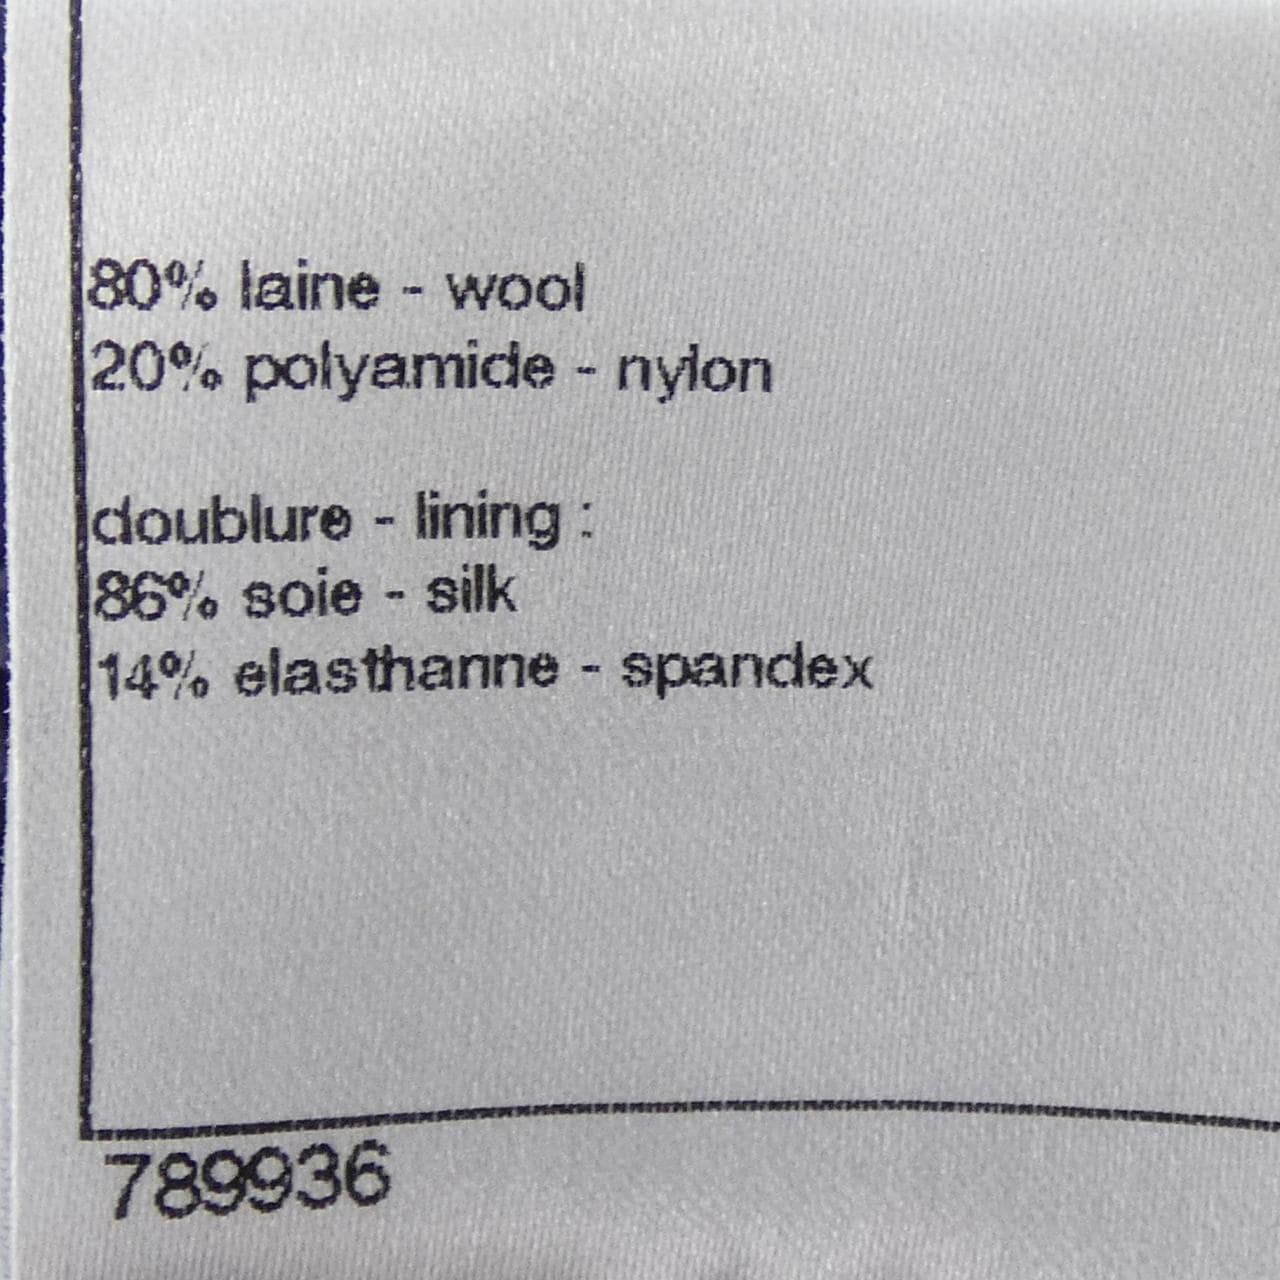 80% laine - wool
20% polyamide - nylon
doublure - lining :
86% soie - silk
14% elasthanne - spandex
789936